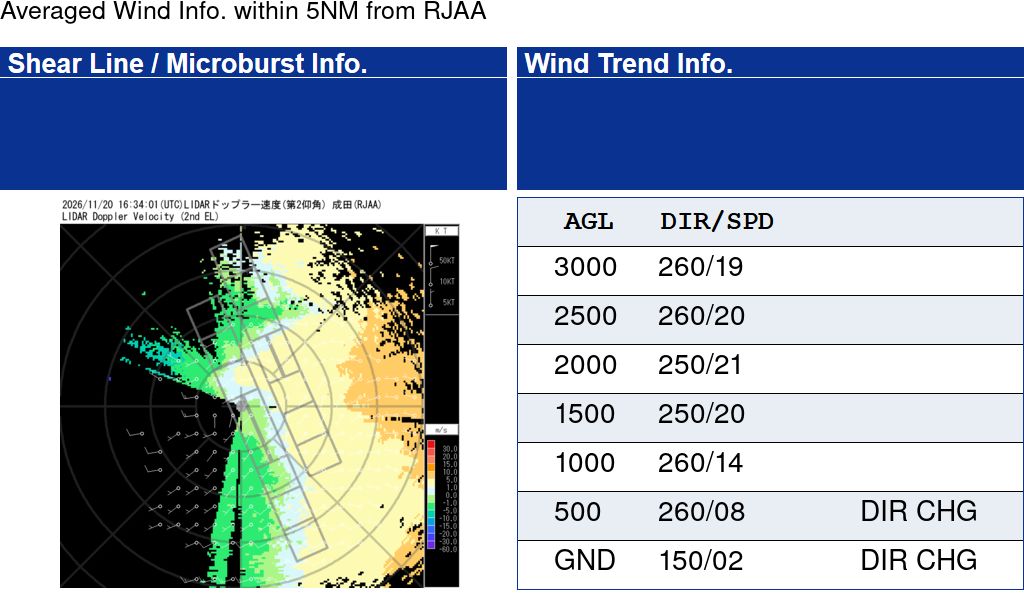 Averaged Wind Info. within 5NM from RJAA
Shear Line / Microburst Info.
Wind Trend Info.
2026/11/20 16:34:01(UTC)LIDARドップラー速度(第2仰角) 成田(RJAA)
LIDAR Doppler Velocity (2nd EL)
K T
50KT
10KT
5KT
m/s
30.0
20.0
15.0
10.0
5.0
1.0
0.0
-1.0
-5.0
-10.0
-15.0
-20.0
-30.0
-60.0
AGL DIR/SPD
3000 260/19
2500 260/20
2000 250/21
1500 250/20
1000 260/14
500 260/08 DIR CHG
GND 150/02 DIR CHG